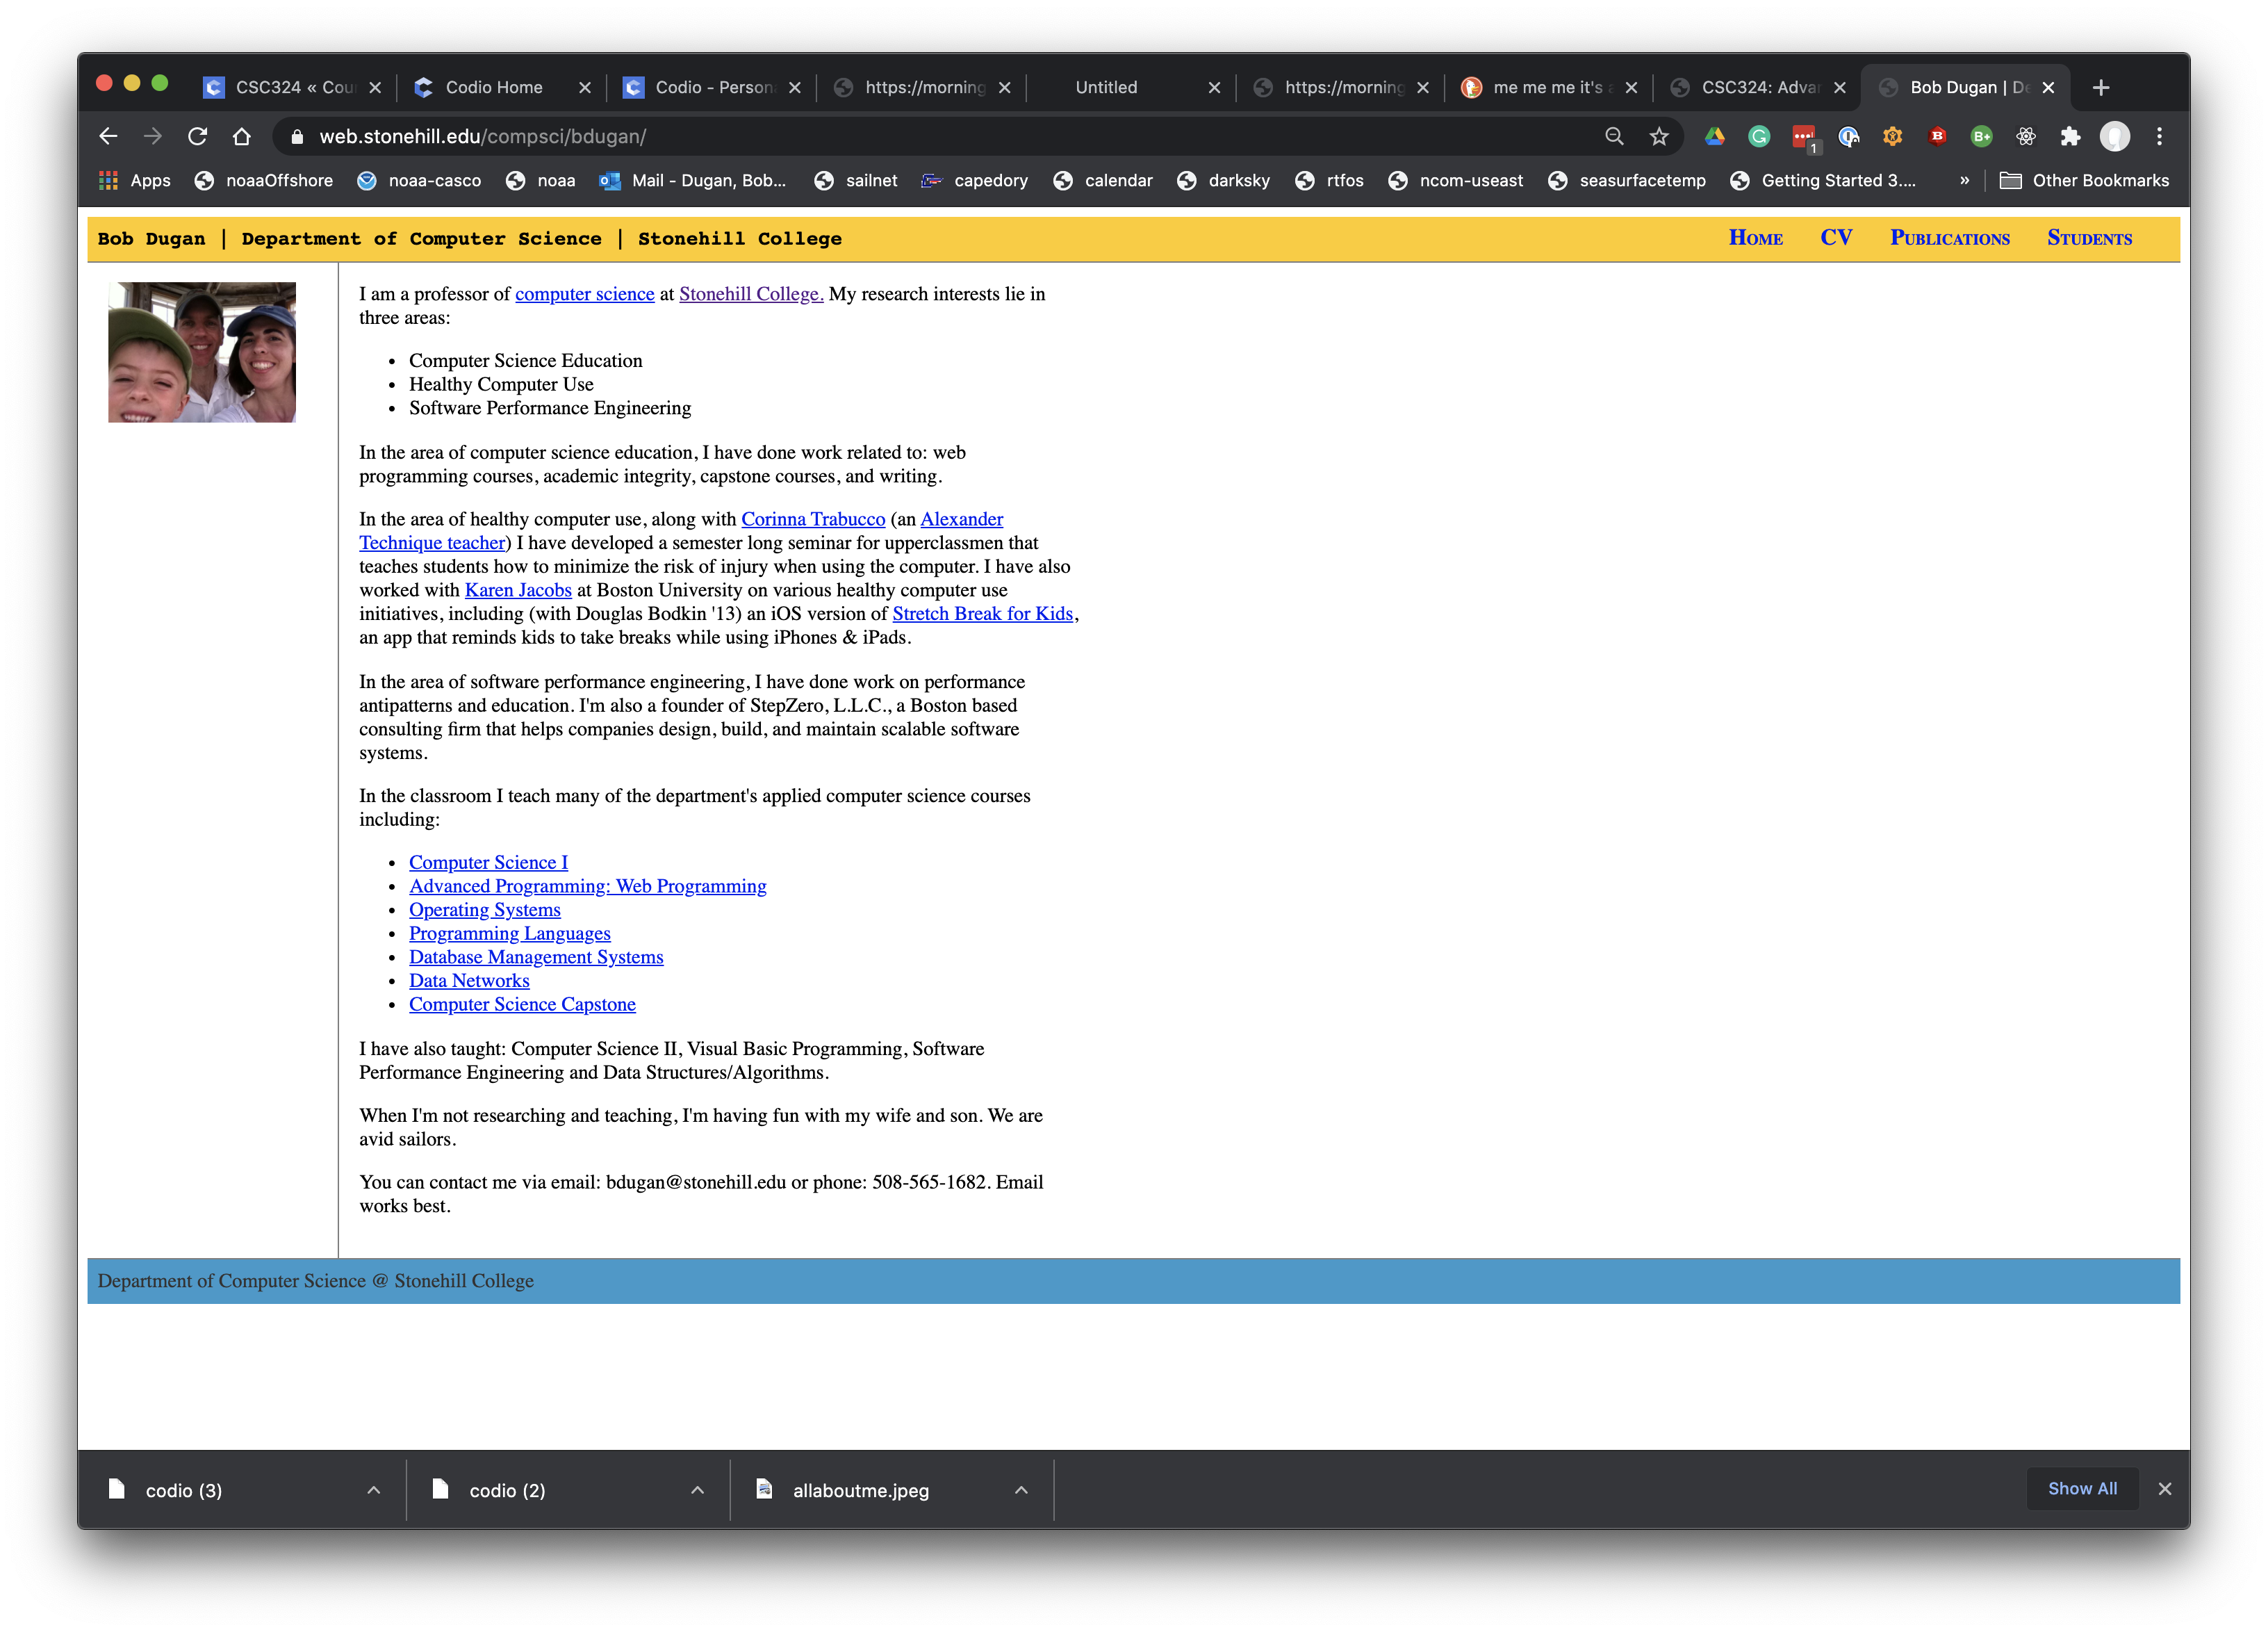 CSC324 « Cou
Codio Home
Codio - Person
https://morning
Untitled
https://morning
me me me it's a
CSC324: Advan
Bob Dugan | De
web.stonehill.edu/compsci/bdugan/
1
B+
Apps
noaaOffshore
noaa-casco
noaa
Mail - Dugan, Bob...
sailnet
capedory
calendar
darksky
rtfos
ncom-useast
seasurfacetemp
Getting Started 3....
»
Other Bookmarks
Bob Dugan | Department of Computer Science | Stonehill College
Home CV Publications Students
I am a professor of computer science at Stonehill College. My research interests lie in
three areas:
• Computer Science Education
• Healthy Computer Use
• Software Performance Engineering
In the area of computer science education, I have done work related to: web
programming courses, academic integrity, capstone courses, and writing.
In the area of healthy computer use, along with Corinna Trabucco (an Alexander
Technique teacher) I have developed a semester long seminar for upperclassmen that
teaches students how to minimize the risk of injury when using the computer. I have also
worked with Karen Jacobs at Boston University on various healthy computer use
initiatives, including (with Douglas Bodkin '13) an iOS version of Stretch Break for Kids,
an app that reminds kids to take breaks while using iPhones & iPads.
In the area of software performance engineering, I have done work on performance
antipatterns and education. I'm also a founder of StepZero, L.L.C., a Boston based
consulting firm that helps companies design, build, and maintain scalable software
systems.
In the classroom I teach many of the department's applied computer science courses
including:
• Computer Science I
• Advanced Programming: Web Programming
• Operating Systems
• Programming Languages
• Database Management Systems
• Data Networks
• Computer Science Capstone
I have also taught: Computer Science II, Visual Basic Programming, Software
Performance Engineering and Data Structures/Algorithms.
When I'm not researching and teaching, I'm having fun with my wife and son. We are
avid sailors.
You can contact me via email: bdugan@stonehill.edu or phone: 508-565-1682. Email
works best.
Department of Computer Science @ Stonehill College
codio (3)
codio (2)
allaboutme.jpeg
Show All